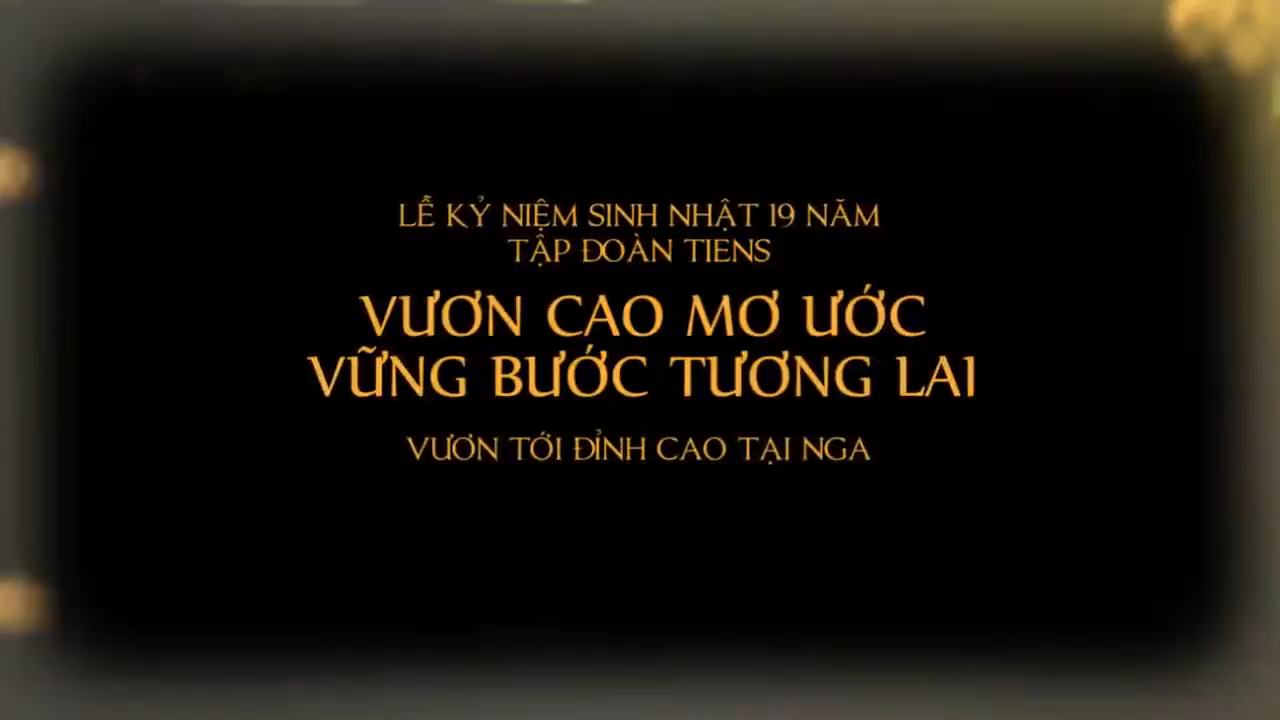 LỄ KỶ NIỆM SINH NHẬT 19 NĂM
TẬP ĐOÀN TIENS
VƯƠN CAO MƠ ƯỚC
VỮNG BƯỚC TƯƠNG LAI
VƯƠN TỚI ĐỈNH CAO TẠI NGA